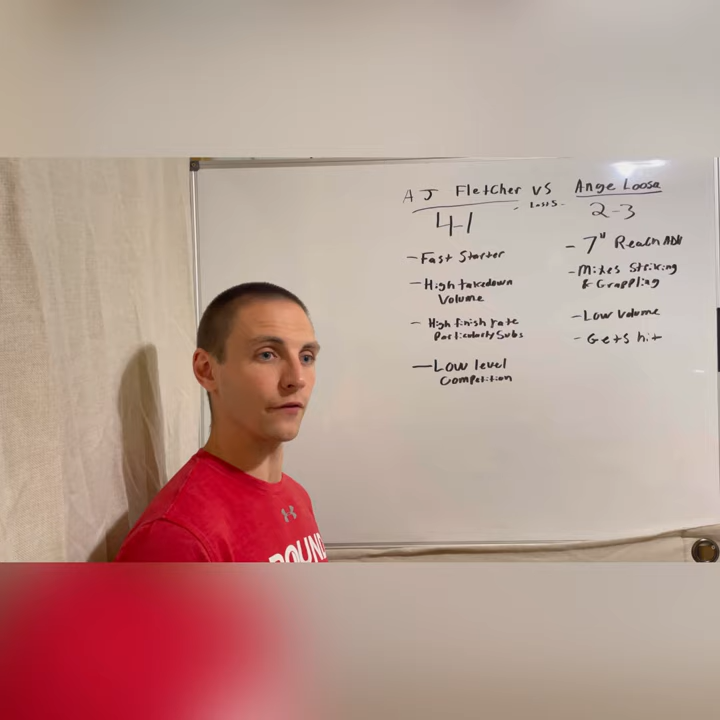 AJ Fletcher vs Ange Loosa
- Losses -
4-1
2-3
- Fast Starter
- High takedown
Volume
- High finish rate
Particularly Subs
- Low level
Competition
- 7" Reach ADV
- Mixes Striking
& Grappling
- Low Volume
- Gets hit
ROUND